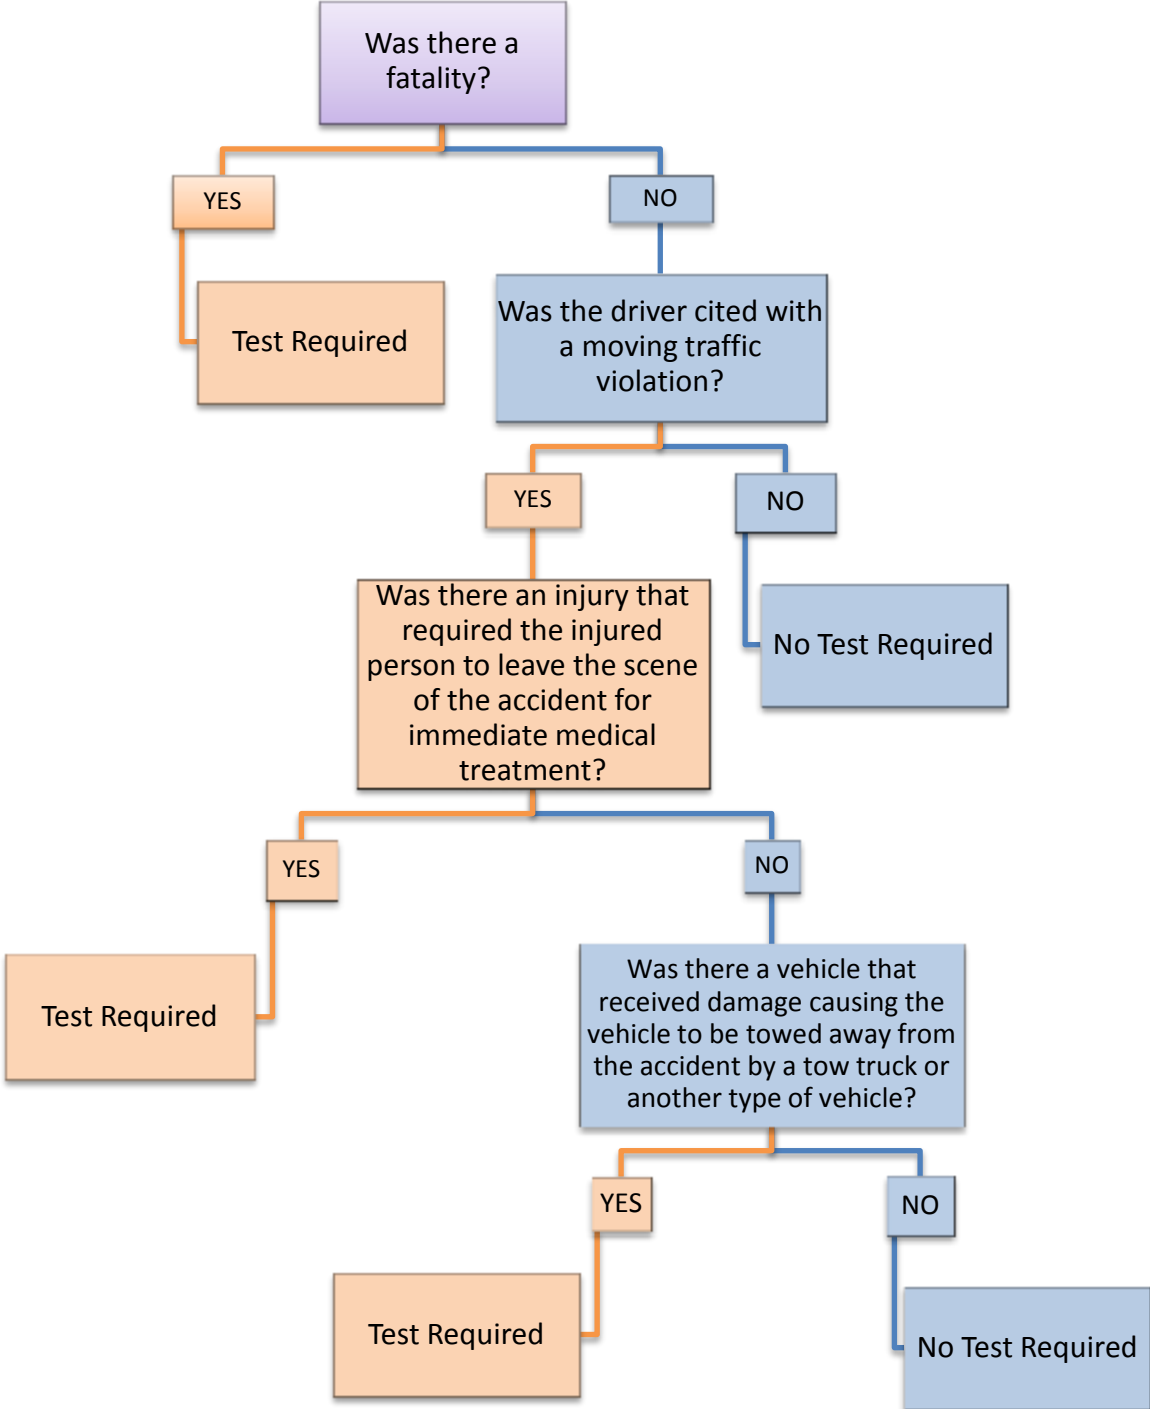 Was there a
fatality?
YES
NO
Test Required
Was the driver cited with
a moving traffic
violation?
YES
NO
Was there an injury that
required the injured
person to leave the scene
of the accident for
immediate medical
treatment?
No Test Required
YES
NO
Test Required
Was there a vehicle that
received damage causing the
vehicle to be towed away from
the accident by a tow truck or
another type of vehicle?
YES
NO
Test Required
No Test Required